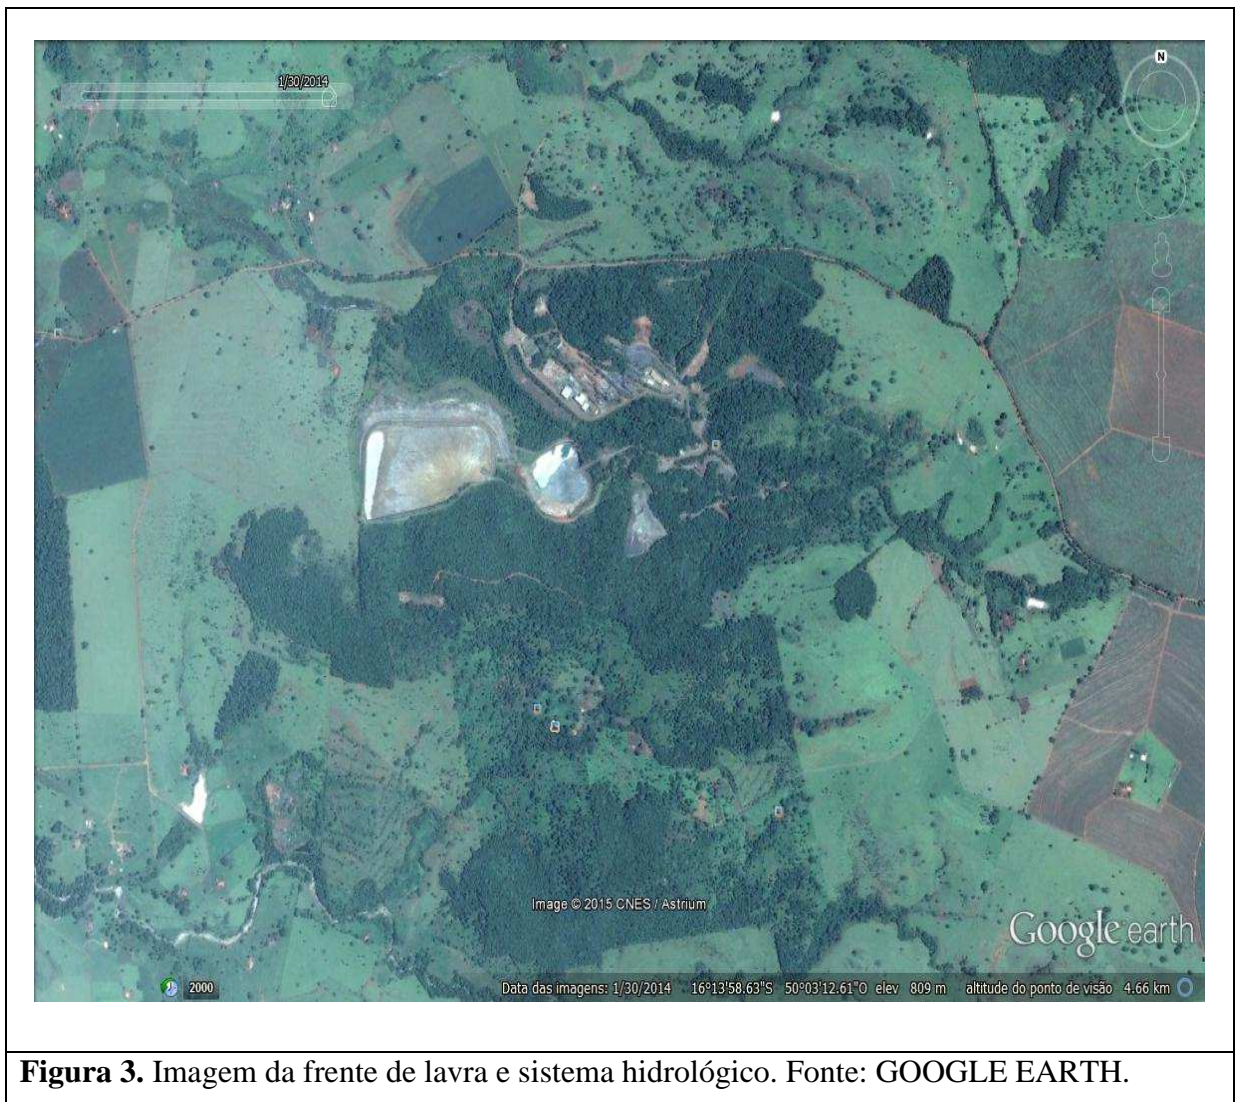 1/30/2014
N
Image © 2015 CNES / Astrium
Google earth
2000
Data das imagens: 1/30/2014 16°13'58.63"S 50°03'12.61"O elev 809 m altitude do ponto de visão 4.66 km
Figura 3. Imagem da frente de lavra e sistema hidrológico. Fonte: GOOGLE EARTH.